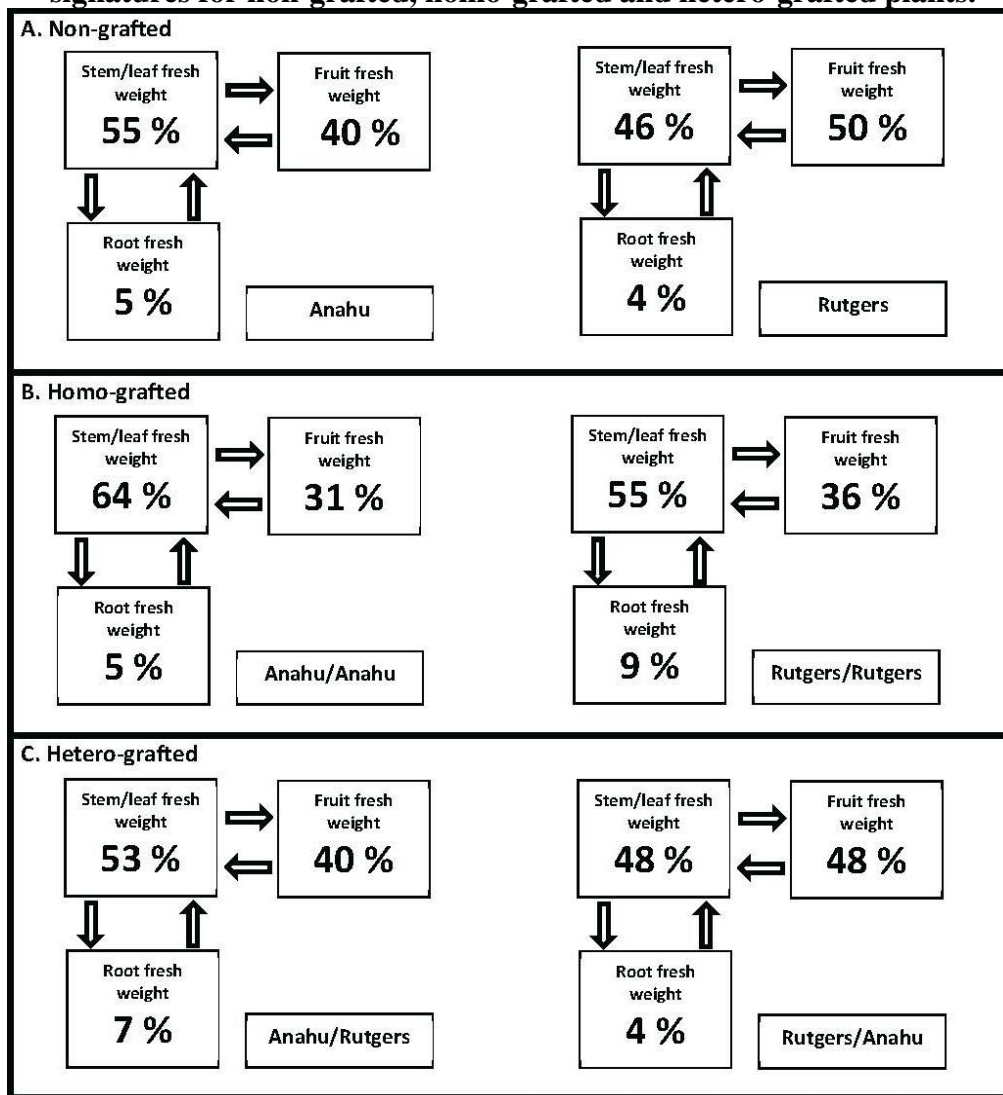 signatures for non-grafted, homo-grafted and hetero-grafted plants.
A. Non-grafted
Stem/leaf fresh
weight
55 %
Fruit fresh
weight
40 %
Root fresh
weight
5 %
Anahu
Stem/leaf fresh
weight
46 %
Fruit fresh
weight
50 %
Root fresh
weight
4 %
Rutgers
B. Homo-grafted
Stem/leaf fresh
weight
64 %
Fruit fresh
weight
31 %
Root fresh
weight
5 %
Anahu/Anahu
Stem/leaf fresh
weight
55 %
Fruit fresh
weight
36 %
Root fresh
weight
9 %
Rutgers/Rutgers
C. Hetero-grafted
Stem/leaf fresh
weight
53 %
Fruit fresh
weight
40 %
Root fresh
weight
7 %
Anahu/Rutgers
Stem/leaf fresh
weight
48 %
Fruit fresh
weight
48 %
Root fresh
weight
4 %
Rutgers/Anahu